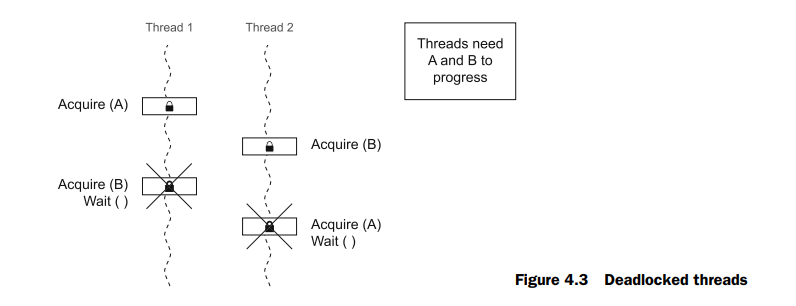 Thread 1
Thread 2
Threads need
A and B to
progress
Acquire (A)
Acquire (B)
Acquire (B)
Wait ( )
Acquire (A)
Wait ( )
Figure 4.3 Deadlocked threads